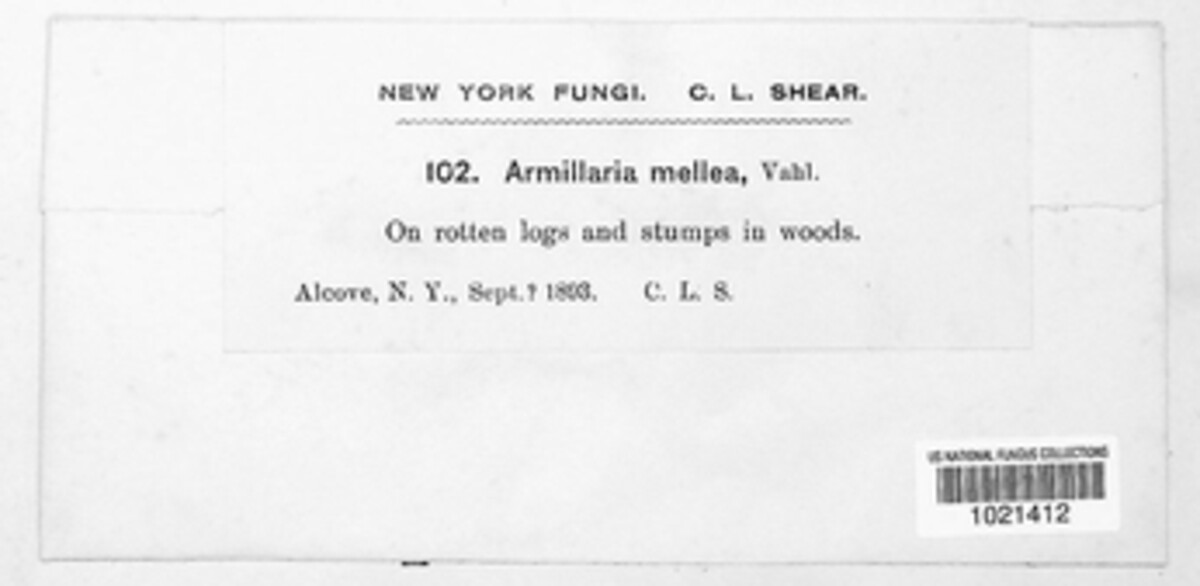 NEW YORK FUNGI. C. L. SHEAR.
102. Armillaria mellea, Vahl.
On rotten logs and stumps in woods.
Alcove, N. Y., Sept.? 1893. C. L. S.
US NATIONAL FUNGUS COLLECTIONS
1021412